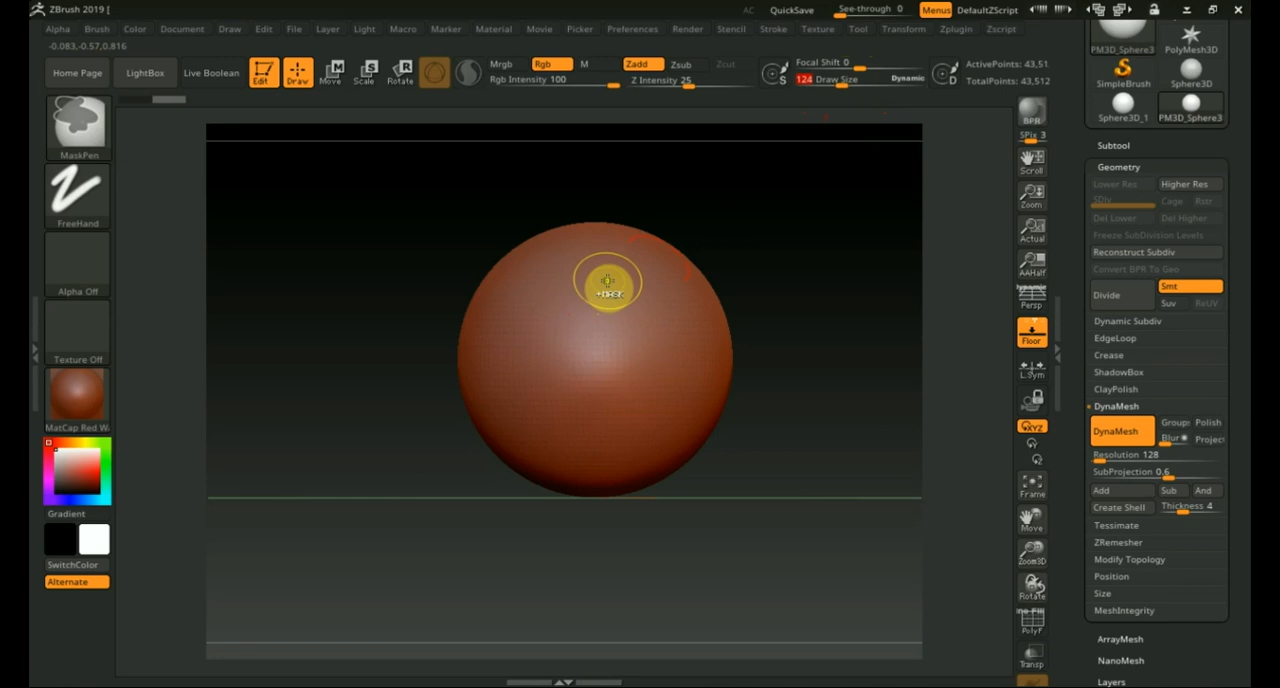 ZBrush 2019 [
AC QuickSave See-through 0 Menus DefaultZScript
Alpha Brush Color Document Draw Edit File Layer Light Macro Marker Material Movie Picker Preferences Render Stencil Stroke Texture Tool Transform Zplugin Zscript
-0.083,-0.57,0.816
Home Page LightBox Live Boolean Edit Draw Move Scale Rotate
Mrgb Rgb M Zadd Zsub Zcut
Rgb Intensity 100 Z Intensity 25
S Focal Shift 0
124 Draw Size Dynamic D
ActivePoints: 43,51
TotalPoints: 43,512
MaskPen
FreeHand
Alpha Off
Texture Off
MatCap Red W
Gradient
SwitchColor
Alternate
+MASK
BPR
SPix 3
Scroll
Zoom
Actual
AAHalf
Persp
Floor
L.Sym
XYZ
Frame
Move
Zoom3D
Rotate
PolyF
Transp
PM3D_Sphere3 PolyMesh3D
SimpleBrush Sphere3D
Sphere3D_1 PM3D_Sphere3
Subtool
Geometry
Lower Res Higher Res
SDiv Cage Rstr
Del Lower Del Higher
Freeze SubDivision Levels
Reconstruct Subdiv
Convert BPR To Geo
Divide Smt
Suv ReUV
Dynamic Subdiv
EdgeLoop
Crease
ShadowBox
ClayPolish
DynaMesh
DynaMesh Groups Polish
Blur Projec
Resolution 128
SubProjection 0.6
Add Sub And
Create Shell Thickness 4
Tessimate
ZRemesher
Modify Topology
Position
Size
MeshIntegrity
ArrayMesh
NanoMesh
Layers